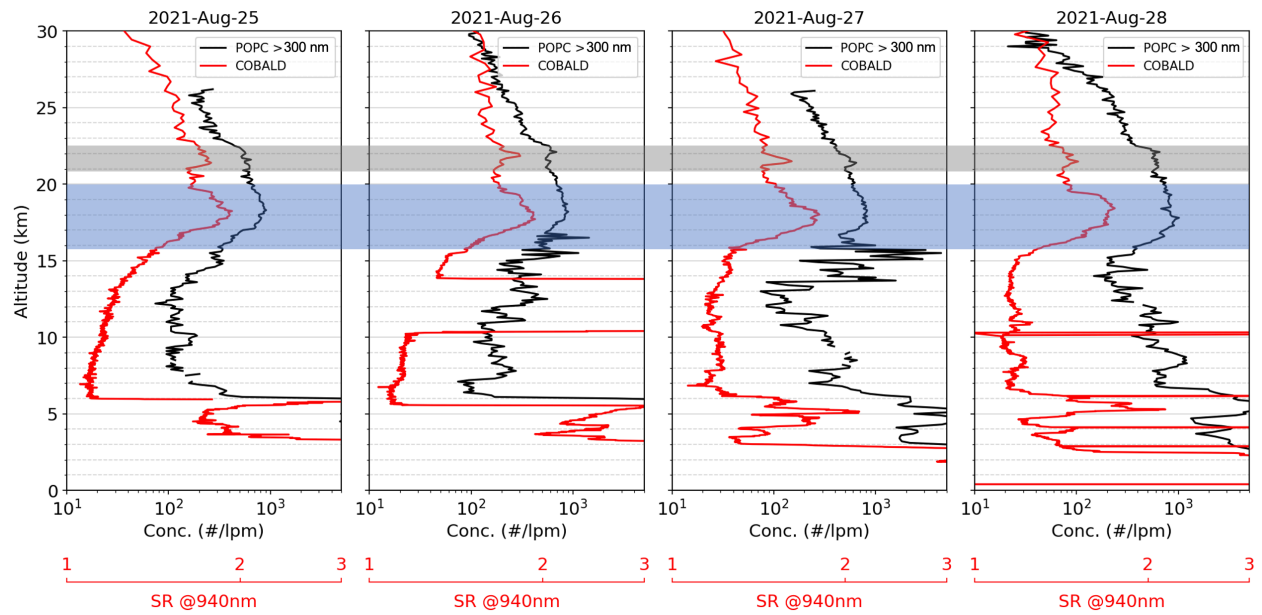 2021-Aug-25 2021-Aug-26 2021-Aug-27 2021-Aug-28
POPC >300 nm POPC >300 nm POPC >300 nm POPC >300 nm
COBALD COBALD COBALD COBALD
30
25
20
15
10
5
0
Altitude (km)
10¹ 10² 10³ 10¹ 10² 10³ 10¹ 10² 10³ 10¹ 10² 10³
Conc. (#/lpm) Conc. (#/lpm) Conc. (#/lpm) Conc. (#/lpm)
1 2 3 1 2 3 1 2 3 1 2 3
SR @940nm SR @940nm SR @940nm SR @940nm